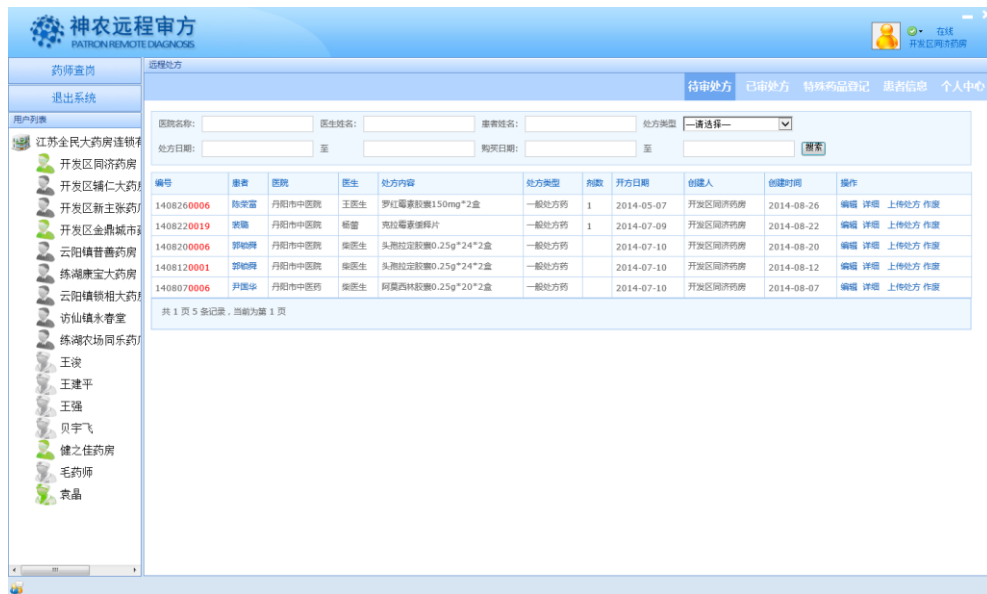 神农远程审方
PATRON REMOTE DIAGNOSIS
在线
开发区同济药房
药师查岗
退出系统
用户列表
江苏全民大药房连锁有
开发区同济药房
开发区辅仁大药房
开发区新主张药房
开发区金鼎城市药
云阳镇普善药房
练湖康宝大药房
云阳镇锁相大药房
访仙镇永春堂
练湖农场同乐药房
王浚
王建平
王强
贝宇飞
健之佳药房
毛药师
袁晶
远程处方
待审处方 已审处方 特殊药品登记 患者信息 个人中心
医院名称: 医生姓名: 患者姓名: 处方类型 —请选择—
处方日期: 至 购买日期: 至 搜索
编号 患者 医院 医生 处方内容 处方类型 剂数 开方日期 创建人 创建时间 操作
1408260006 陈荣富 丹阳市中医院 王医生 罗红霉素胶囊150mg*2盒 一般处方药 1 2014-05-07 开发区同济药房 2014-08-26 编辑 详细 上传处方 作废
1408220019 裴璐 丹阳市中医院 杨蕾 克拉霉素缓释片 一般处方药 1 2014-07-09 开发区同济药房 2014-08-22 编辑 详细 上传处方 作废
1408200006 丹阳市中医院 柴医生 头孢拉定胶囊0.25g*24*2盒 一般处方药 2014-07-10 开发区同济药房 2014-08-20 编辑 详细 上传处方 作废
1408120001 丹阳市中医院 柴医生 头孢拉定胶囊0.25g*24*2盒 一般处方药 2014-07-10 开发区同济药房 2014-08-12 编辑 详细 上传处方 作废
1408070006 尹国华 丹阳市中医药 柴医生 阿莫西林胶囊0.25g*20*2盒 一般处方药 2014-07-10 开发区同济药房 2014-08-07 编辑 详细 上传处方 作废
共 1 页 5 条记录 . 当前为第 1 页